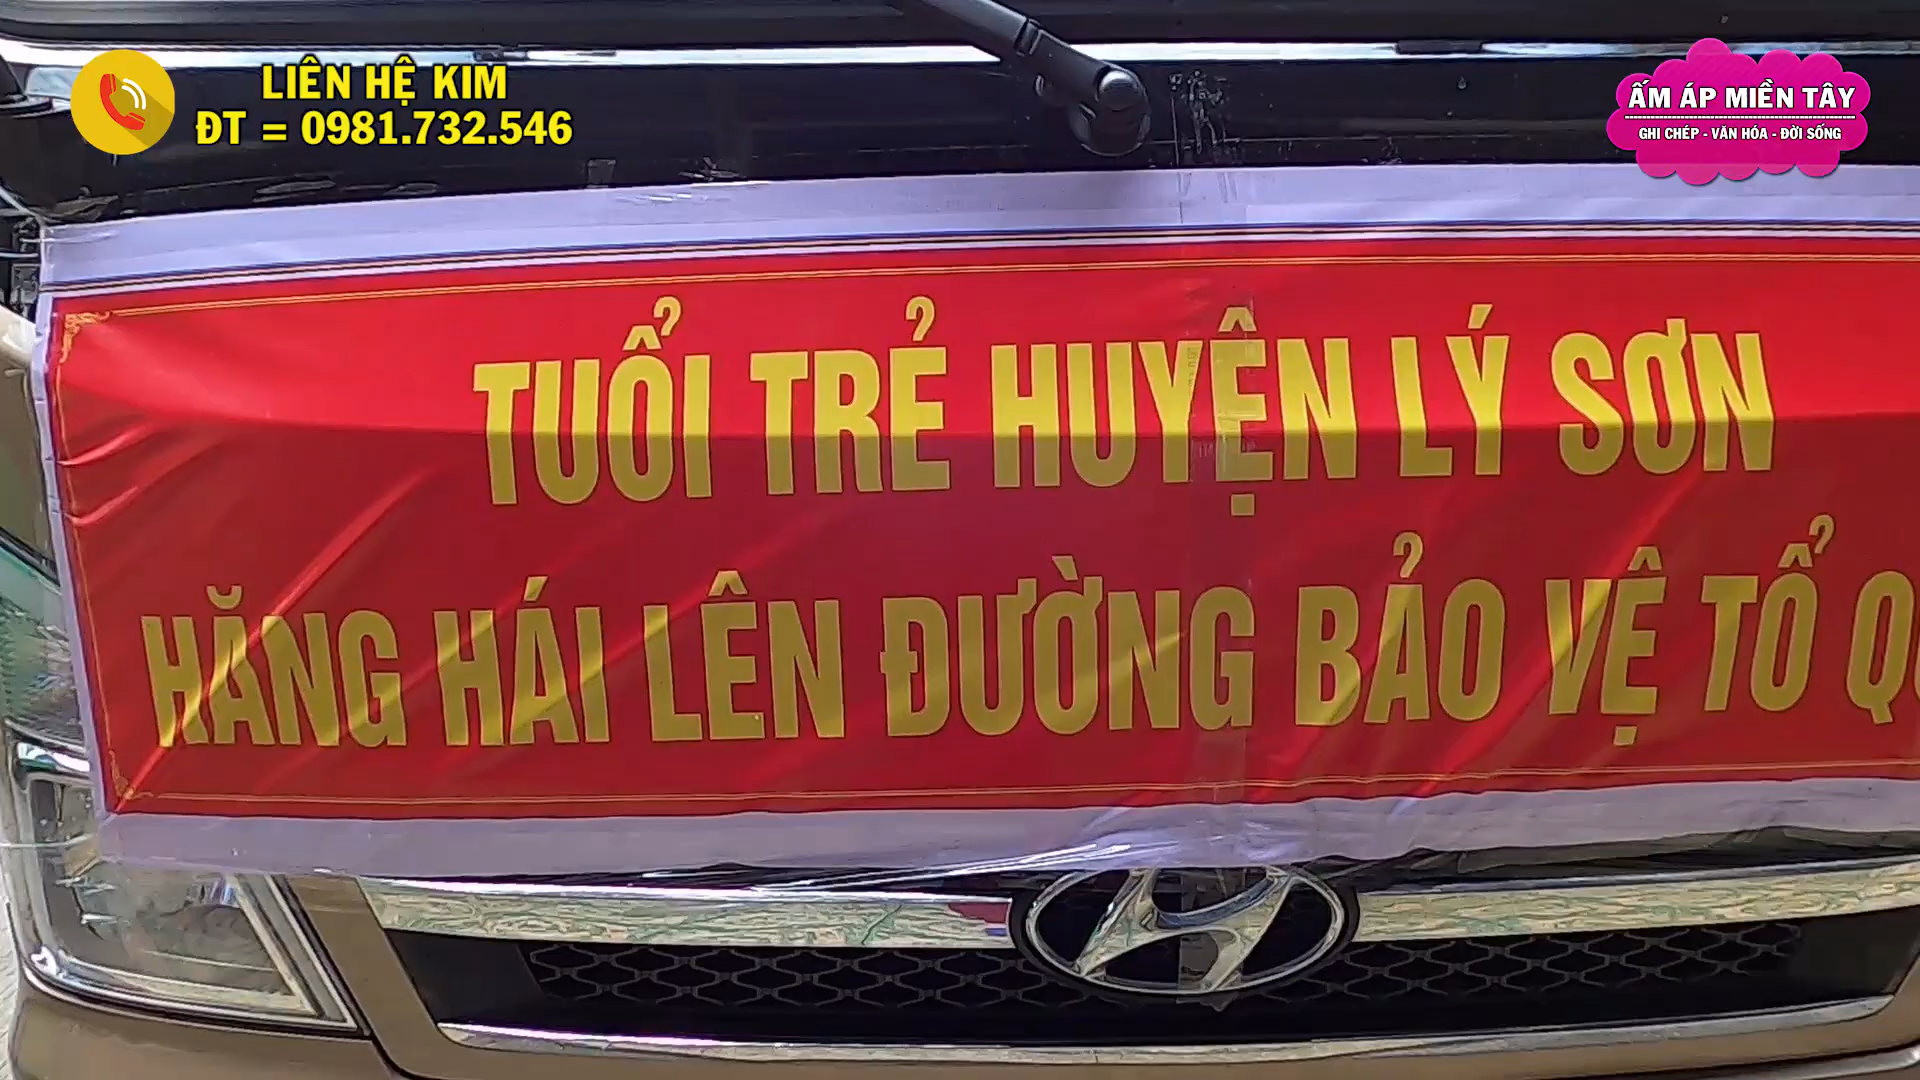 LIÊN HỆ KIM
ĐT = 0981.732.546
ẤM ÁP MIỀN TÂY
GHI CHÉP - VĂN HÓA - ĐỜI SỐNG
TUỔI TRẺ HUYỆN LÝ SƠN
HĂNG HÁI LÊN ĐƯỜNG BẢO VỆ TỔ